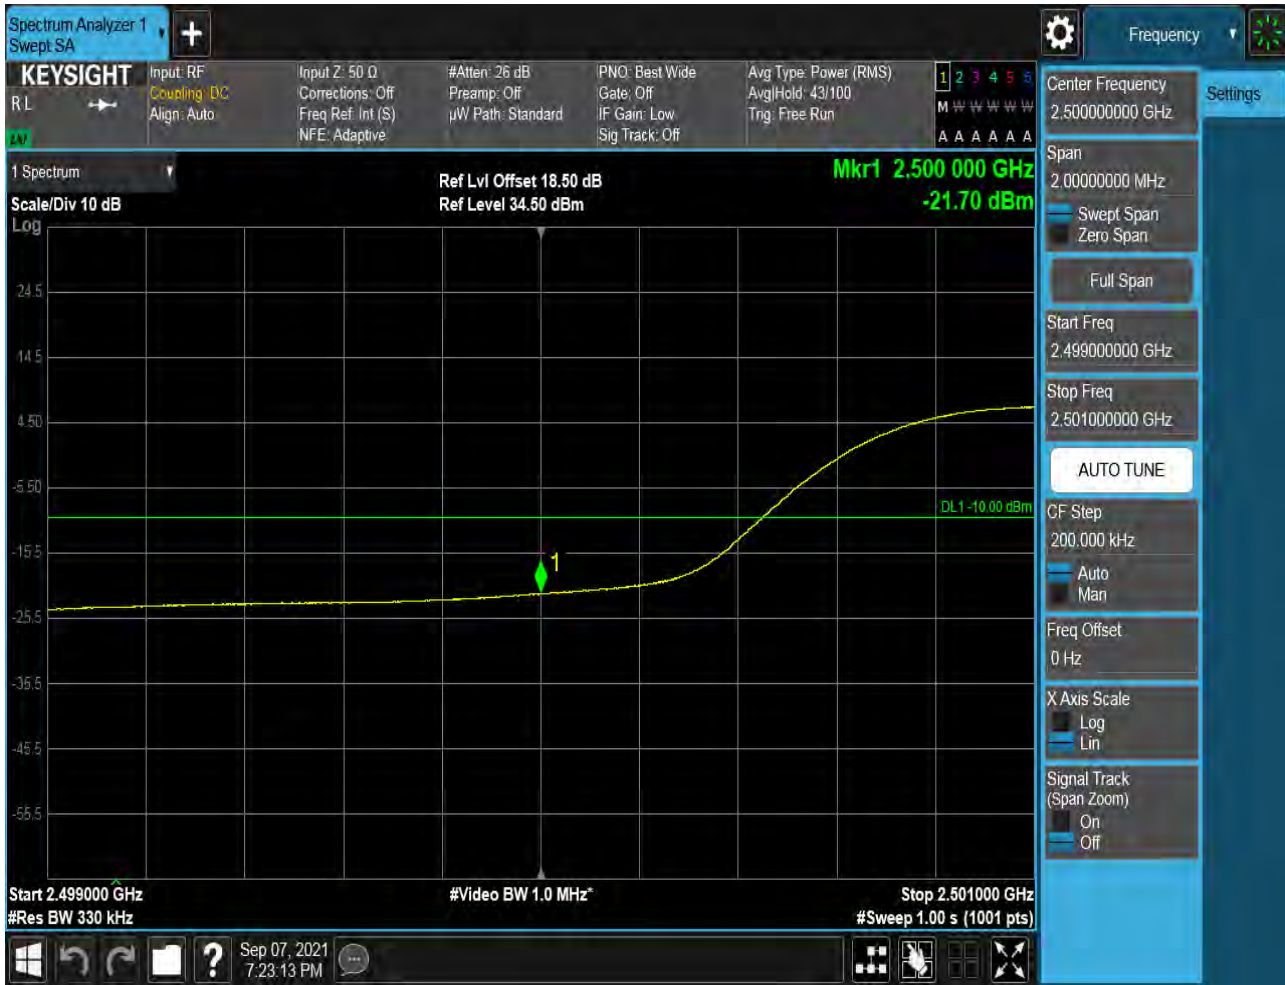 Spectrum Analyzer 1
Swept SA
Frequency
KEYSIGHT
R L
Input: RF
Coupling: DC
Align: Auto
Input Z: 50 Ω
Corrections: Off
Freq Ref: Int (S)
NFE: Adaptive
#Atten: 26 dB
Preamp: Off
µW Path: Standard
PNO: Best Wide
Gate: Off
IF Gain: Low
Sig Track: Off
Avg Type: Power (RMS)
Avg|Hold: 43/100
Trig: Free Run
1 2 3 4 5 6
M W W W W W
A A A A A A
1 Spectrum
Scale/Div 10 dB
Log
Ref Lvl Offset 18.50 dB
Ref Level 34.50 dBm
Mkr1 2.500 000 GHz
-21.70 dBm
24.5
14.5
4.50
-5.50
-15.5
-25.5
-35.5
-45.5
-55.5
DL1 -10.00 dBm
1
Start 2.499000 GHz
#Res BW 330 kHz
#Video BW 1.0 MHz*
Stop 2.501000 GHz
#Sweep 1.00 s (1001 pts)
Center Frequency
2.500000000 GHz
Settings
Span
2.00000000 MHz
Swept Span
Zero Span
Full Span
Start Freq
2.499000000 GHz
Stop Freq
2.501000000 GHz
AUTO TUNE
CF Step
200.000 kHz
Auto
Man
Freq Offset
0 Hz
X Axis Scale
Log
Lin
Signal Track
(Span Zoom)
On
Off
?
Sep 07, 2021
7:23:13 PM